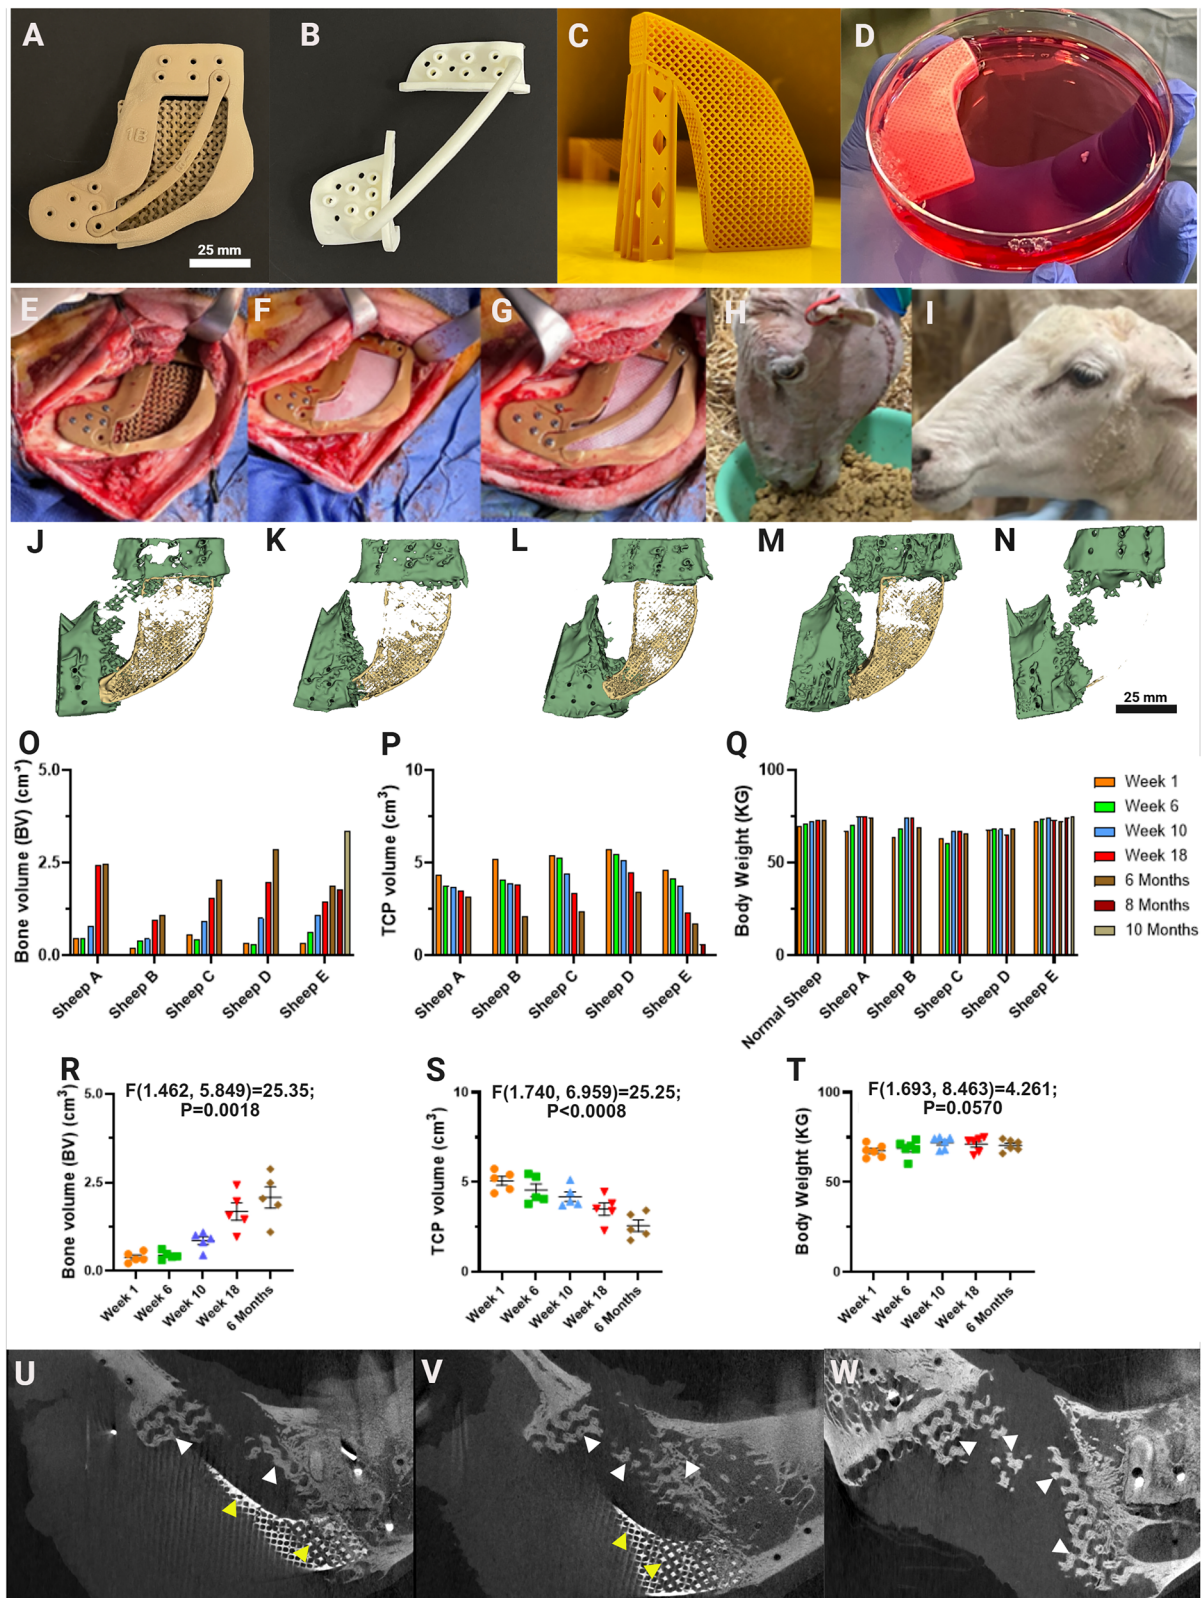 A
B
C
D
1B
25 mm
E
F
G
H
I
J
K
L
M
N
25 mm
O
P
Q
Bone volume (BV) (cm³)
5.0
2.5
0.0
Sheep A
Sheep B
Sheep C
Sheep D
Sheep E
TCP volume (cm³)
10
5
0
Sheep A
Sheep B
Sheep C
Sheep D
Sheep E
Body Weight (KG)
100
50
0
Normal Sheep
Sheep A
Sheep B
Sheep C
Sheep D
Sheep E
Week 1
Week 6
Week 10
Week 18
6 Months
8 Months
10 Months
R
F(1.462, 5.849)=25.35;
P=0.0018
Bone volume (BV) (cm³)
5.0
2.5
0.0
Week 1
Week 6
Week 10
Week 18
6 Months
S
F(1.740, 6.959)=25.25;
P<0.0008
TCP volume (cm³)
10
5
0
Week 1
Week 6
Week 10
Week 18
6 Months
T
F(1.693, 8.463)=4.261;
P=0.0570
Body Weight (KG)
100
50
0
Week 1
Week 6
Week 10
Week 18
6 Months
U
V
W